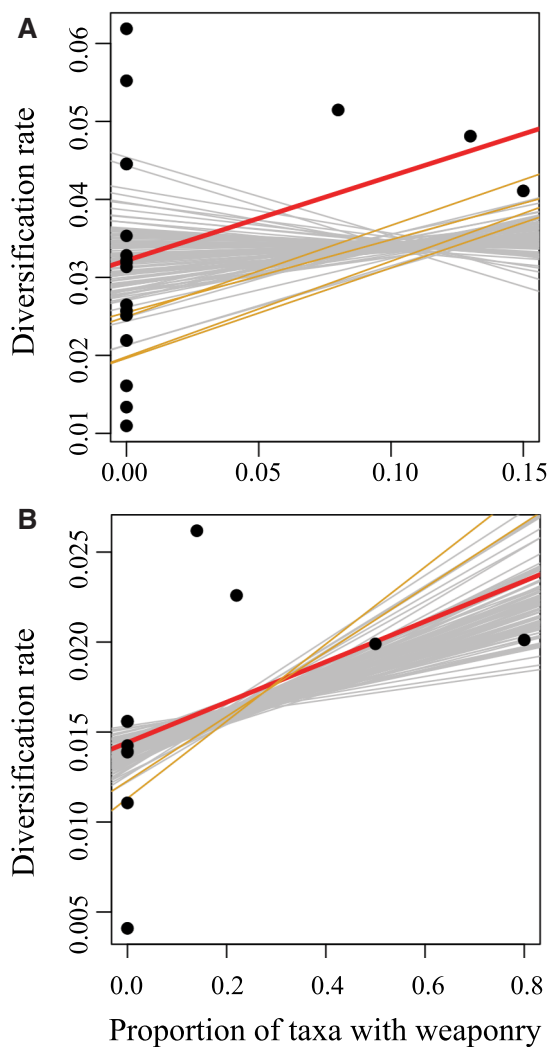 A
Diversification rate
0.06
0.05
0.04
0.03
0.02
0.01
0.00 0.05 0.10 0.15
B
Diversification rate
0.025
0.020
0.015
0.010
0.005
0.0 0.2 0.4 0.6 0.8
Proportion of taxa with weaponry